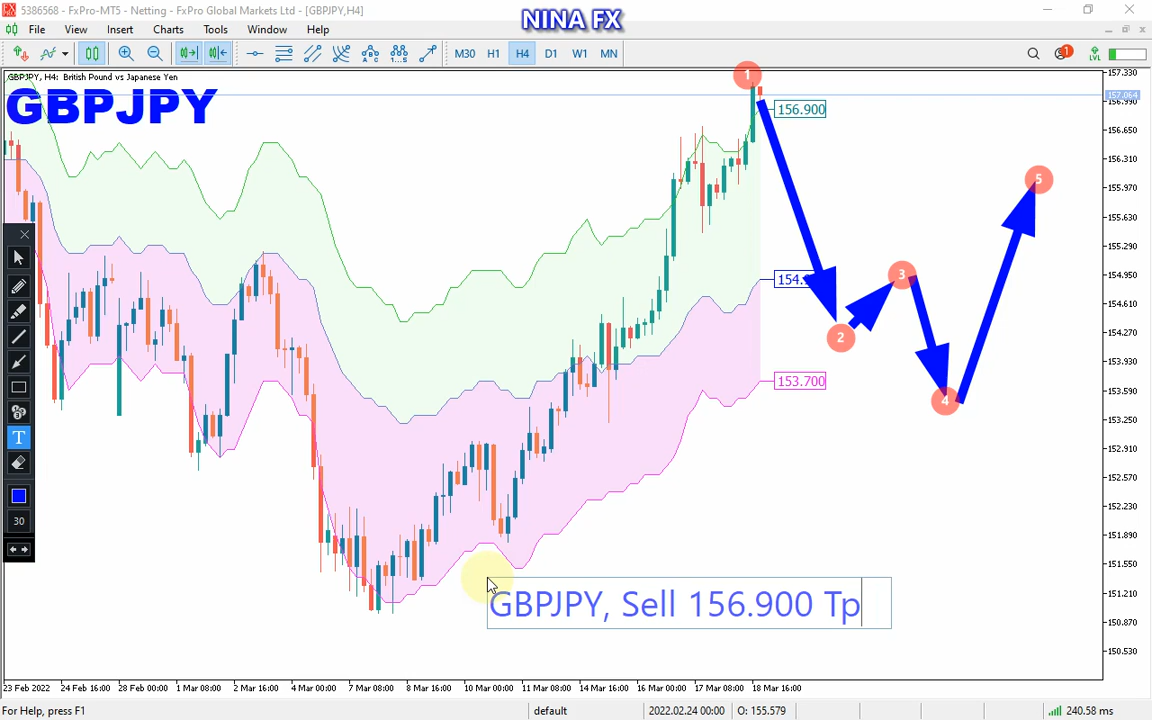 5386568 - FxPro-MT5 - Netting - FxPro Global Markets Ltd - [GBPJPY,H4]
NINA FX
File View Insert Charts Tools Window Help
M30 H1 H4 D1 W1 MN
1
LVL
GBPJPY, H4: British Pound vs Japanese Yen
GBPJPY
1
156.900
5
154.
3
2
153.700
4
157.330
157.064
156.990
156.650
156.310
155.970
155.630
155.290
154.950
154.610
154.270
153.930
153.590
153.250
152.910
152.570
152.230
151.890
151.550
151.210
150.870
150.530
T
30
GBPJPY, Sell 156.900 Tp
23 Feb 2022 24 Feb 16:00 28 Feb 00:00 1 Mar 08:00 2 Mar 16:00 4 Mar 00:00 7 Mar 08:00 8 Mar 16:00 10 Mar 00:00 11 Mar 08:00 14 Mar 16:00 16 Mar 00:00 17 Mar 08:00 18 Mar 16:00
For Help, press F1 default 2022.02.24 00:00 O: 155.579 240.58 ms